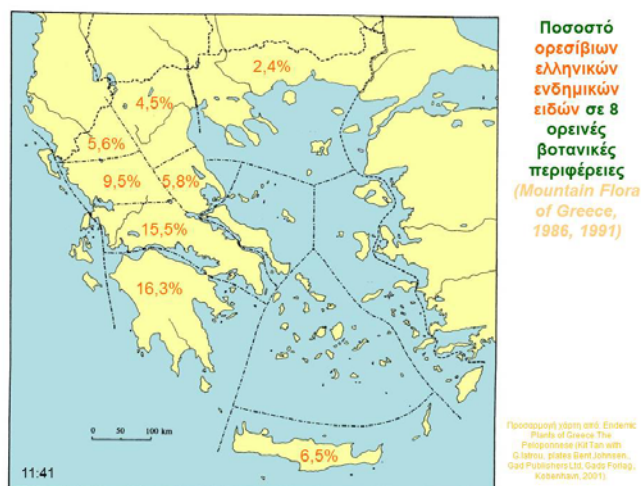 2,4%
4,5%
5,6%
9,5%
5,8%
15,5%
16,3%
6,5%
0 50 100 km
11:41
Ποσοστό
ορεσίβιων
ελληνικών
ενδημικών
ειδών σε 8
ορεινές
βοτανικές
περιφέρειες
(Mountain Flora
of Greece,
1986, 1991)
Προσαρμογή χάρτη από: Endemic
Plants of Greece The
Peloponnese (Kit Tan with
G.Iatrou, plates Bent Johnsen.,
Gad Publishers Ltd, Gads Forlag.,
København, 2001)